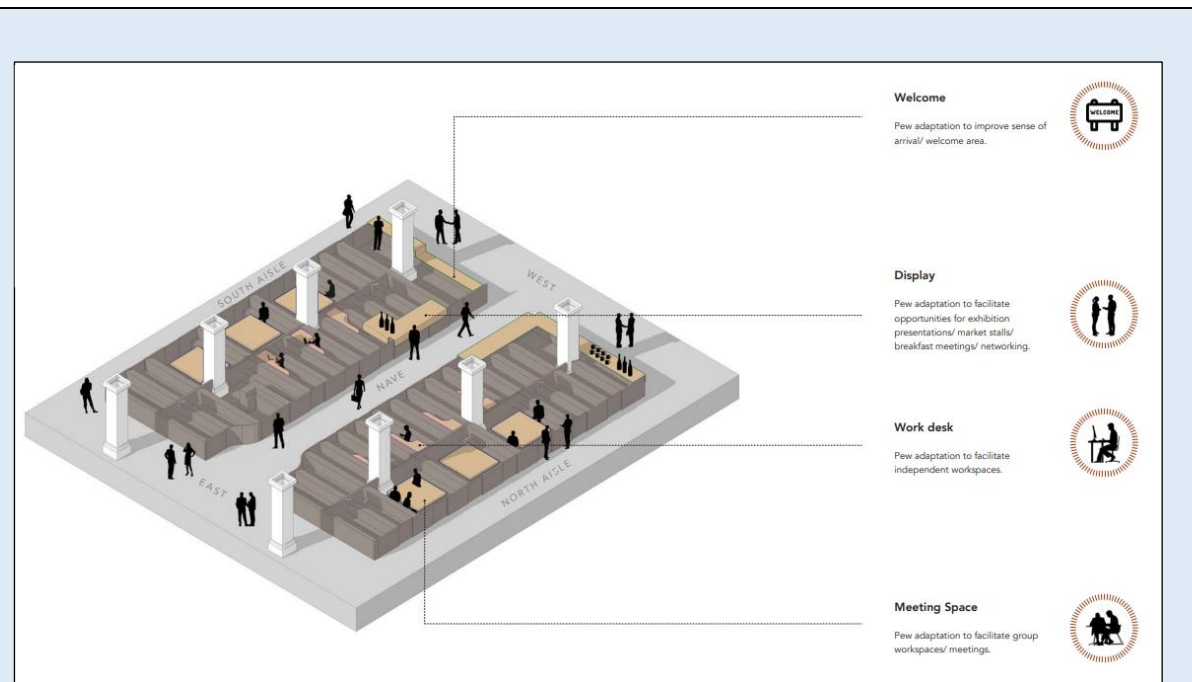 Welcome
WELCOME
Pew adaptation to improve sense of
arrival/ welcome area.
SOUTH AISLE
WEST
Display
Pew adaptation to facilitate
opportunities for exhibition
presentations/ market stalls/
breakfast meetings/ networking.
NAVE
Work desk
Pew adaptation to facilitate
independent workspaces.
EAST
NORTH AISLE
Meeting Space
Pew adaptation to facilitate group
workspaces/ meetings.